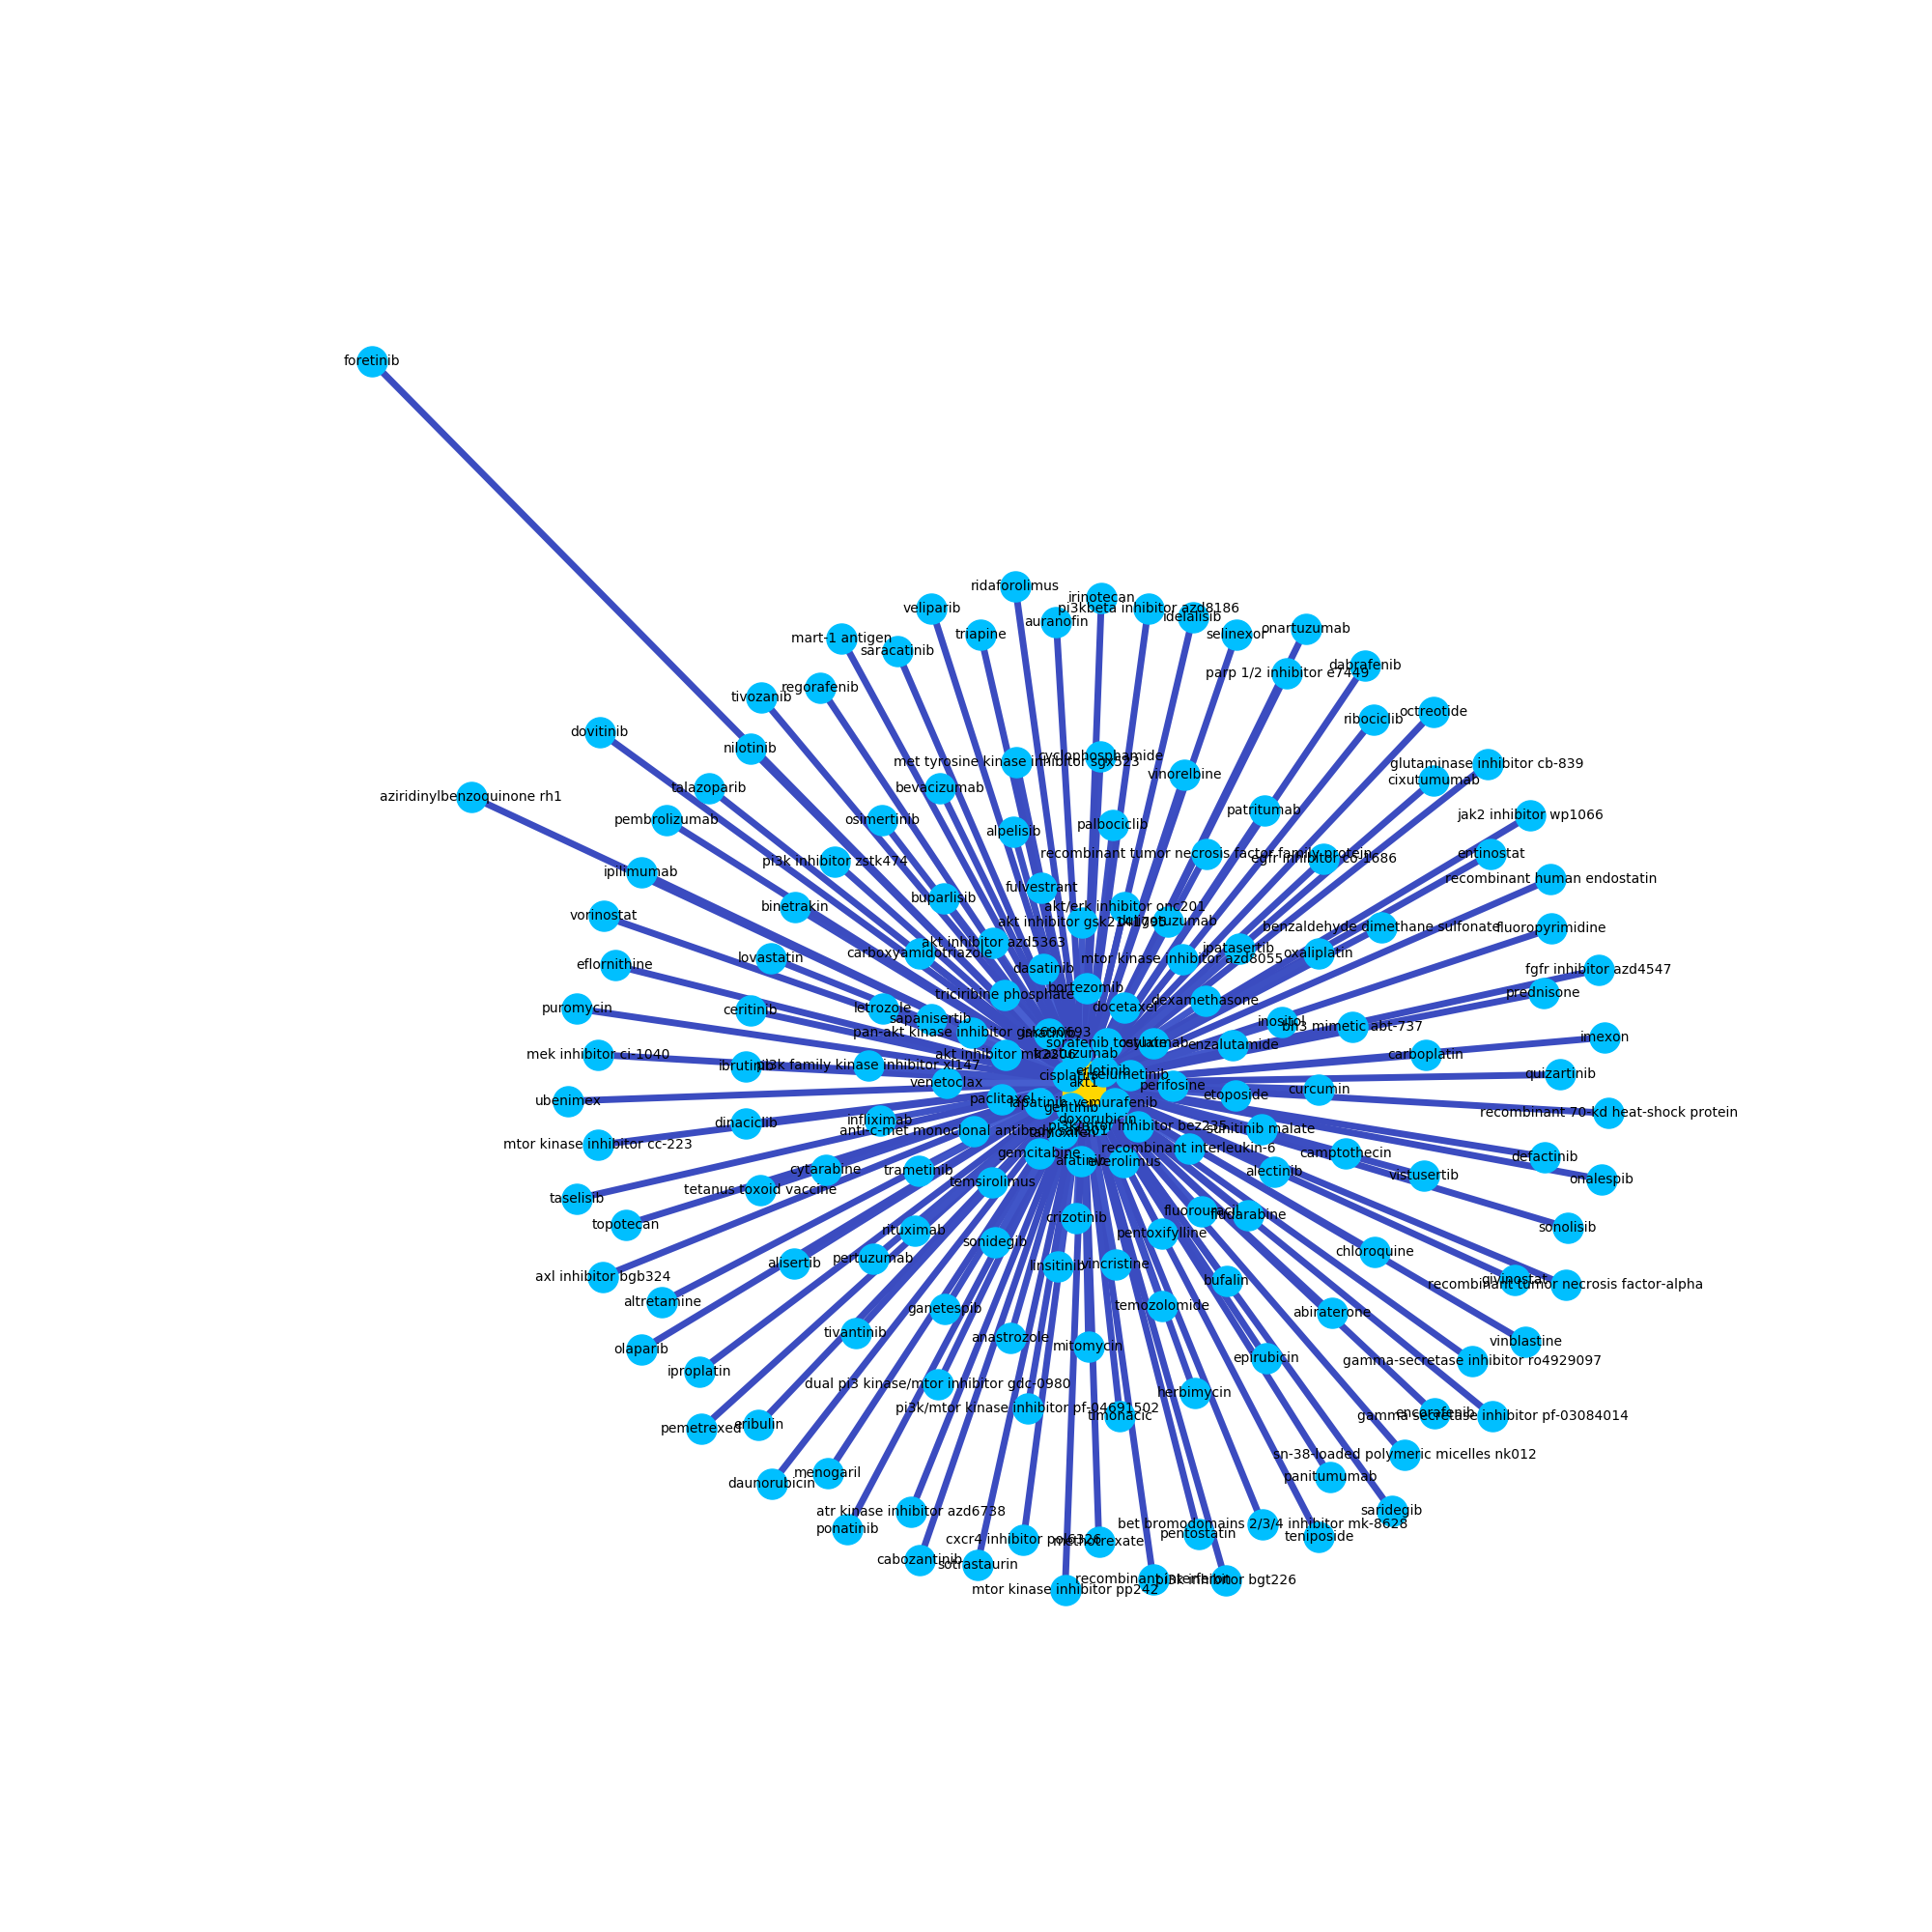 foretinib
ridaforolimus
irinotecan
veliparib
pi3kbeta inhibitor azd8186
idelalisib
auranofin
onartuzumab
triapine
selinexor
mart-1 antigen
saracatinib
dabrafenib
parp 1/2 inhibitor e7449
regorafenib
tivozanib
octreotide
ribociclib
dovitinib
nilotinib
cyclophosphamide
met tyrosine kinase inhibitor sgx523
glutaminase inhibitor cb-839
vinorelbine
cixutumumab
talazoparib
bevacizumab
aziridinylbenzoquinone rh1
patritumab
jak2 inhibitor wp1066
pembrolizumab
osimertinib
palbociclib
alpelisib
recombinant tumor necrosis factor family protein
entinostat
egfr inhibitor co-1686
pi3k inhibitor zstk474
ipilimumab
recombinant human endostatin
fulvestrant
buparlisib
akt/erk inhibitor onc201
binetrakin
vorinostat
akt inhibitor gsk2141795
benzaldehyde dimethane sulfonate
fluoropyrimidine
akt inhibitor azd5363
ipatasertib
carboxyamidotriazole
oxaliplatin
lovastatin
mtor kinase inhibitor azd8055
eflornithine
dasatinib
fgfr inhibitor azd4547
bortezomib
prednisone
triciribine phosphate
dexamethasone
docetaxel
puromycin
letrozole
ceritinib
sapanisertib
inositol
bh3 mimetic abt-737
pan-akt kinase inhibitor gsk690693
imexon
sorafenib tosylate
enzalutamide
trastuzumab
akt inhibitor mk2206
mek inhibitor ci-1040
carboplatin
ibrutinib
pi3k family kinase inhibitor xl147
erlotinib
selumetinib
quizartinib
cisplatin
akt1
venetoclax
perifosine
curcumin
etoposide
paclitaxel
ubenimex
lapatinib
vemurafenib
gefitinib
recombinant 70-kd heat-shock protein
doxorubicin
infliximab
dinaciclib
pi3k/mtor inhibitor bez235
sunitinib malate
anti-c-met monoclonal antibody
tamoxifen
mtor kinase inhibitor cc-223
recombinant interleukin-6
gemcitabine
camptothecin
defactinib
afatinib
everolimus
cytarabine
trametinib
alectinib
vistusertib
onalespib
temsirolimus
tetanus toxoid vaccine
taselisib
fluorouracil
fludarabine
crizotinib
topotecan
sonolisib
rituximab
pentoxifylline
sonidegib
chloroquine
pertuzumab
alisertib
linsitinib
vincristine
axl inhibitor bgb324
bufalin
givinostat
recombinant tumor necrosis factor-alpha
altretamine
ganetespib
temozolomide
abiraterone
tivantinib
anastrozole
vinblastine
mitomycin
olaparib
epirubicin
gamma-secretase inhibitor ro4929097
iproplatin
dual pi3 kinase/mtor inhibitor gdc-0980
herbimycin
pi3k/mtor kinase inhibitor pf-04691502
encorafenib
gamma-secretase inhibitor pf-03084014
timonacic
eribulin
pemetrexed
sn-38-loaded polymeric micelles nk012
menogaril
panitumumab
daunorubicin
saridegib
atr kinase inhibitor azd6738
bet bromodomains 2/3/4 inhibitor mk-8628
ponatinib
pentostatin
teniposide
cxcr4 inhibitor pol6326
methotrexate
cabozantinib
sotrastaurin
recombinant interferon
pi3k inhibitor bgt226
mtor kinase inhibitor pp242